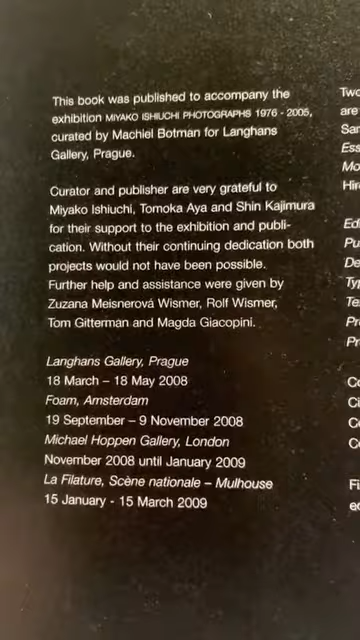 This book was published to accompany the
exhibition MIYAKO ISHIUCHI PHOTOGRAPHS 1976 - 2005,
curated by Machiel Botman for Langhans
Gallery, Prague.
Curator and publisher are very grateful to
Miyako Ishiuchi, Tomoka Aya and Shin Kajimura
for their support to the exhibition and publi-
cation. Without their continuing dedication both
projects would not have been possible.
Further help and assistance were given by
Zuzana Meisnerová Wismer, Rolf Wismer,
Tom Gitterman and Magda Giacopini.
Langhans Gallery, Prague
18 March – 18 May 2008
Foam, Amsterdam
19 September – 9 November 2008
Michael Hoppen Gallery, London
November 2008 until January 2009
La Filature, Scène nationale – Mulhouse
15 January - 15 March 2009
Two
are